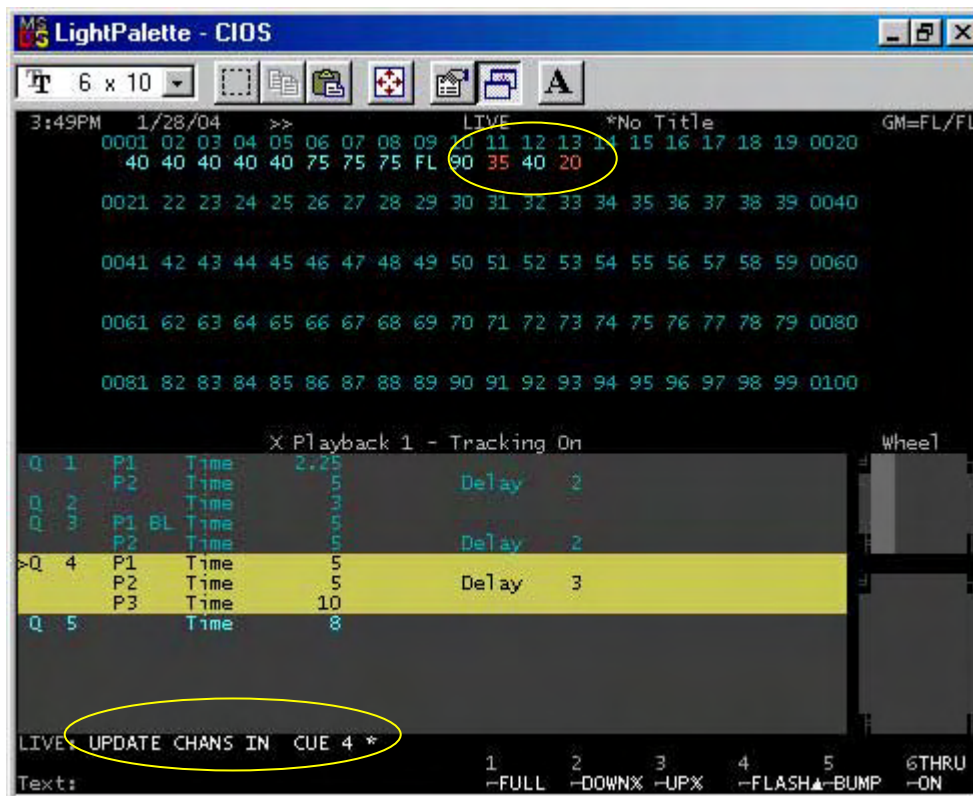 MS LightPalette - CIOS
6 x 10 A
3:49PM 1/28/04 >> LIVE *No Title GM=FL/FL
0001 02 03 04 05 06 07 08 09 10 11 12 13 14 15 16 17 18 19 0020
40 40 40 40 40 75 75 75 FL 90 35 40 20
0021 22 23 24 25 26 27 28 29 30 31 32 33 34 35 36 37 38 39 0040
0041 42 43 44 45 46 47 48 49 50 51 52 53 54 55 56 57 58 59 0060
0061 62 63 64 65 66 67 68 69 70 71 72 73 74 75 76 77 78 79 0080
0081 82 83 84 85 86 87 88 89 90 91 92 93 94 95 96 97 98 99 0100
X Playback 1 - Tracking On Wheel
Q 1 P1 Time 2.25
P2 Time 5 Delay 2
Q 2 Time 3
Q 3 P1 BL Time 5
P2 Time 5 Delay 2
>Q 4 P1 Time 5
P2 Time 5 Delay 3
P3 Time 10
Q 5 Time 8
LIVE: UPDATE CHANS IN CUE 4 *
1 2 3 4 5 6THRU
Text: FULL DOWN% UP% FLASH▲ BUMP ON